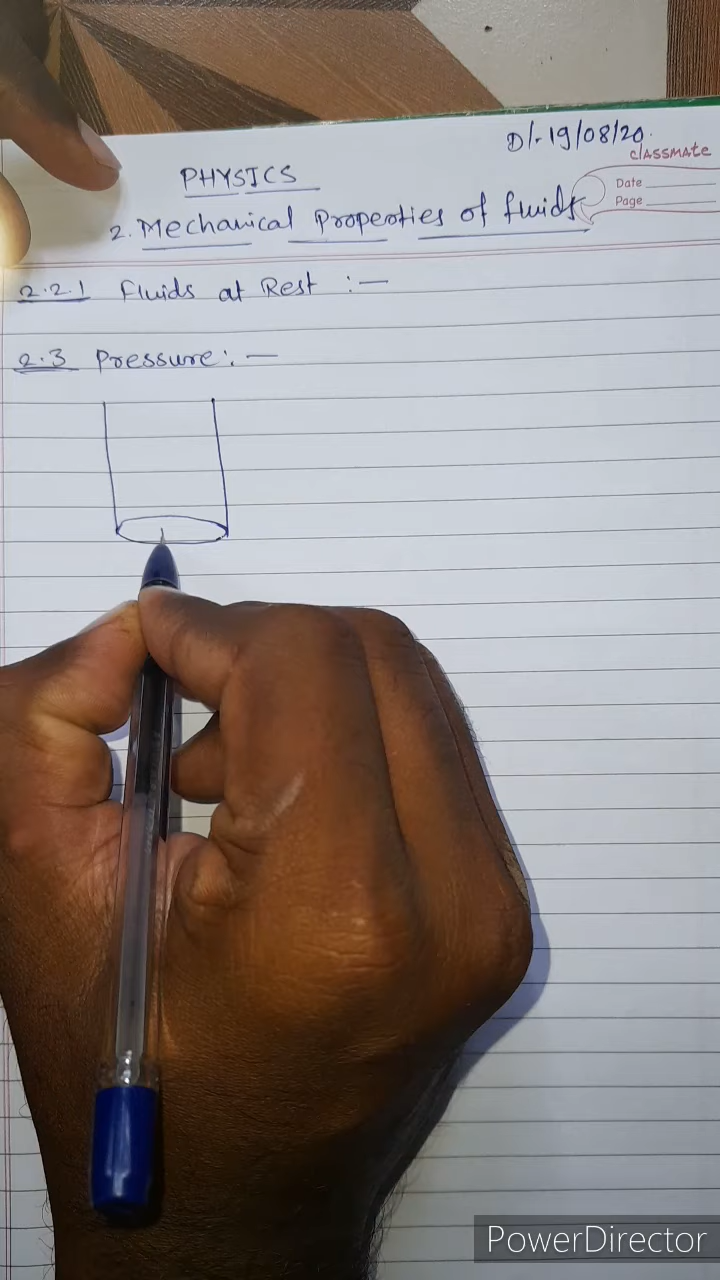 D/- 19/08/20.
classmate
PHYSICS
Date
Page
2. Mechanical Properties of fluids
2.2.1 Fluids at Rest :-
2.3 Pressure:-
PowerDirector